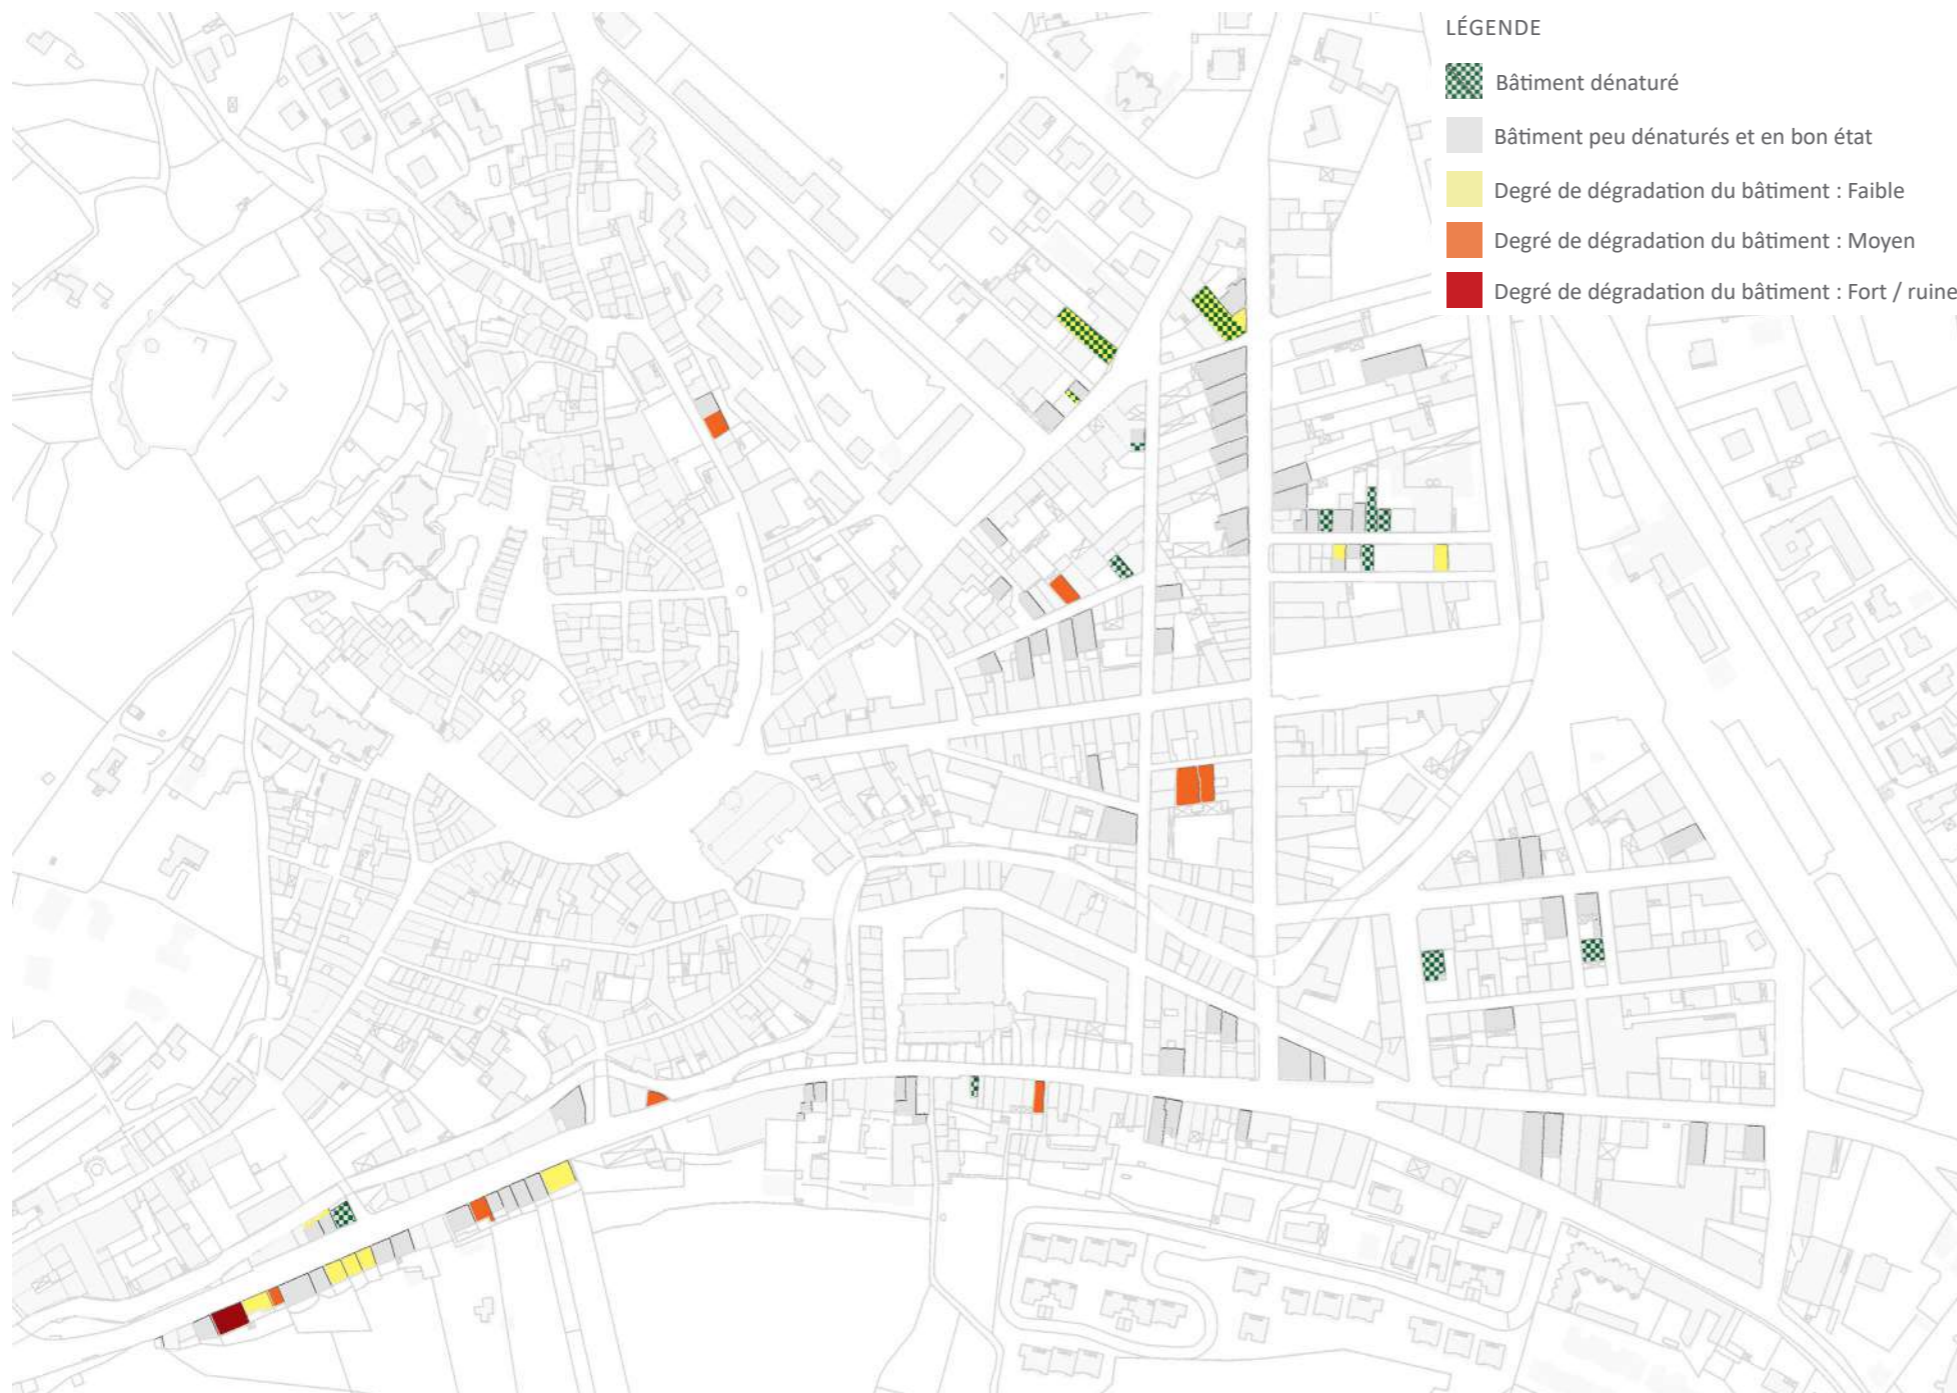 LÉGENDE
Bâtiment dénaturé
Bâtiment peu dénaturés et en bon état
Degré de dégradation du bâtiment : Faible
Degré de dégradation du bâtiment : Moyen
Degré de dégradation du bâtiment : Fort / ruine